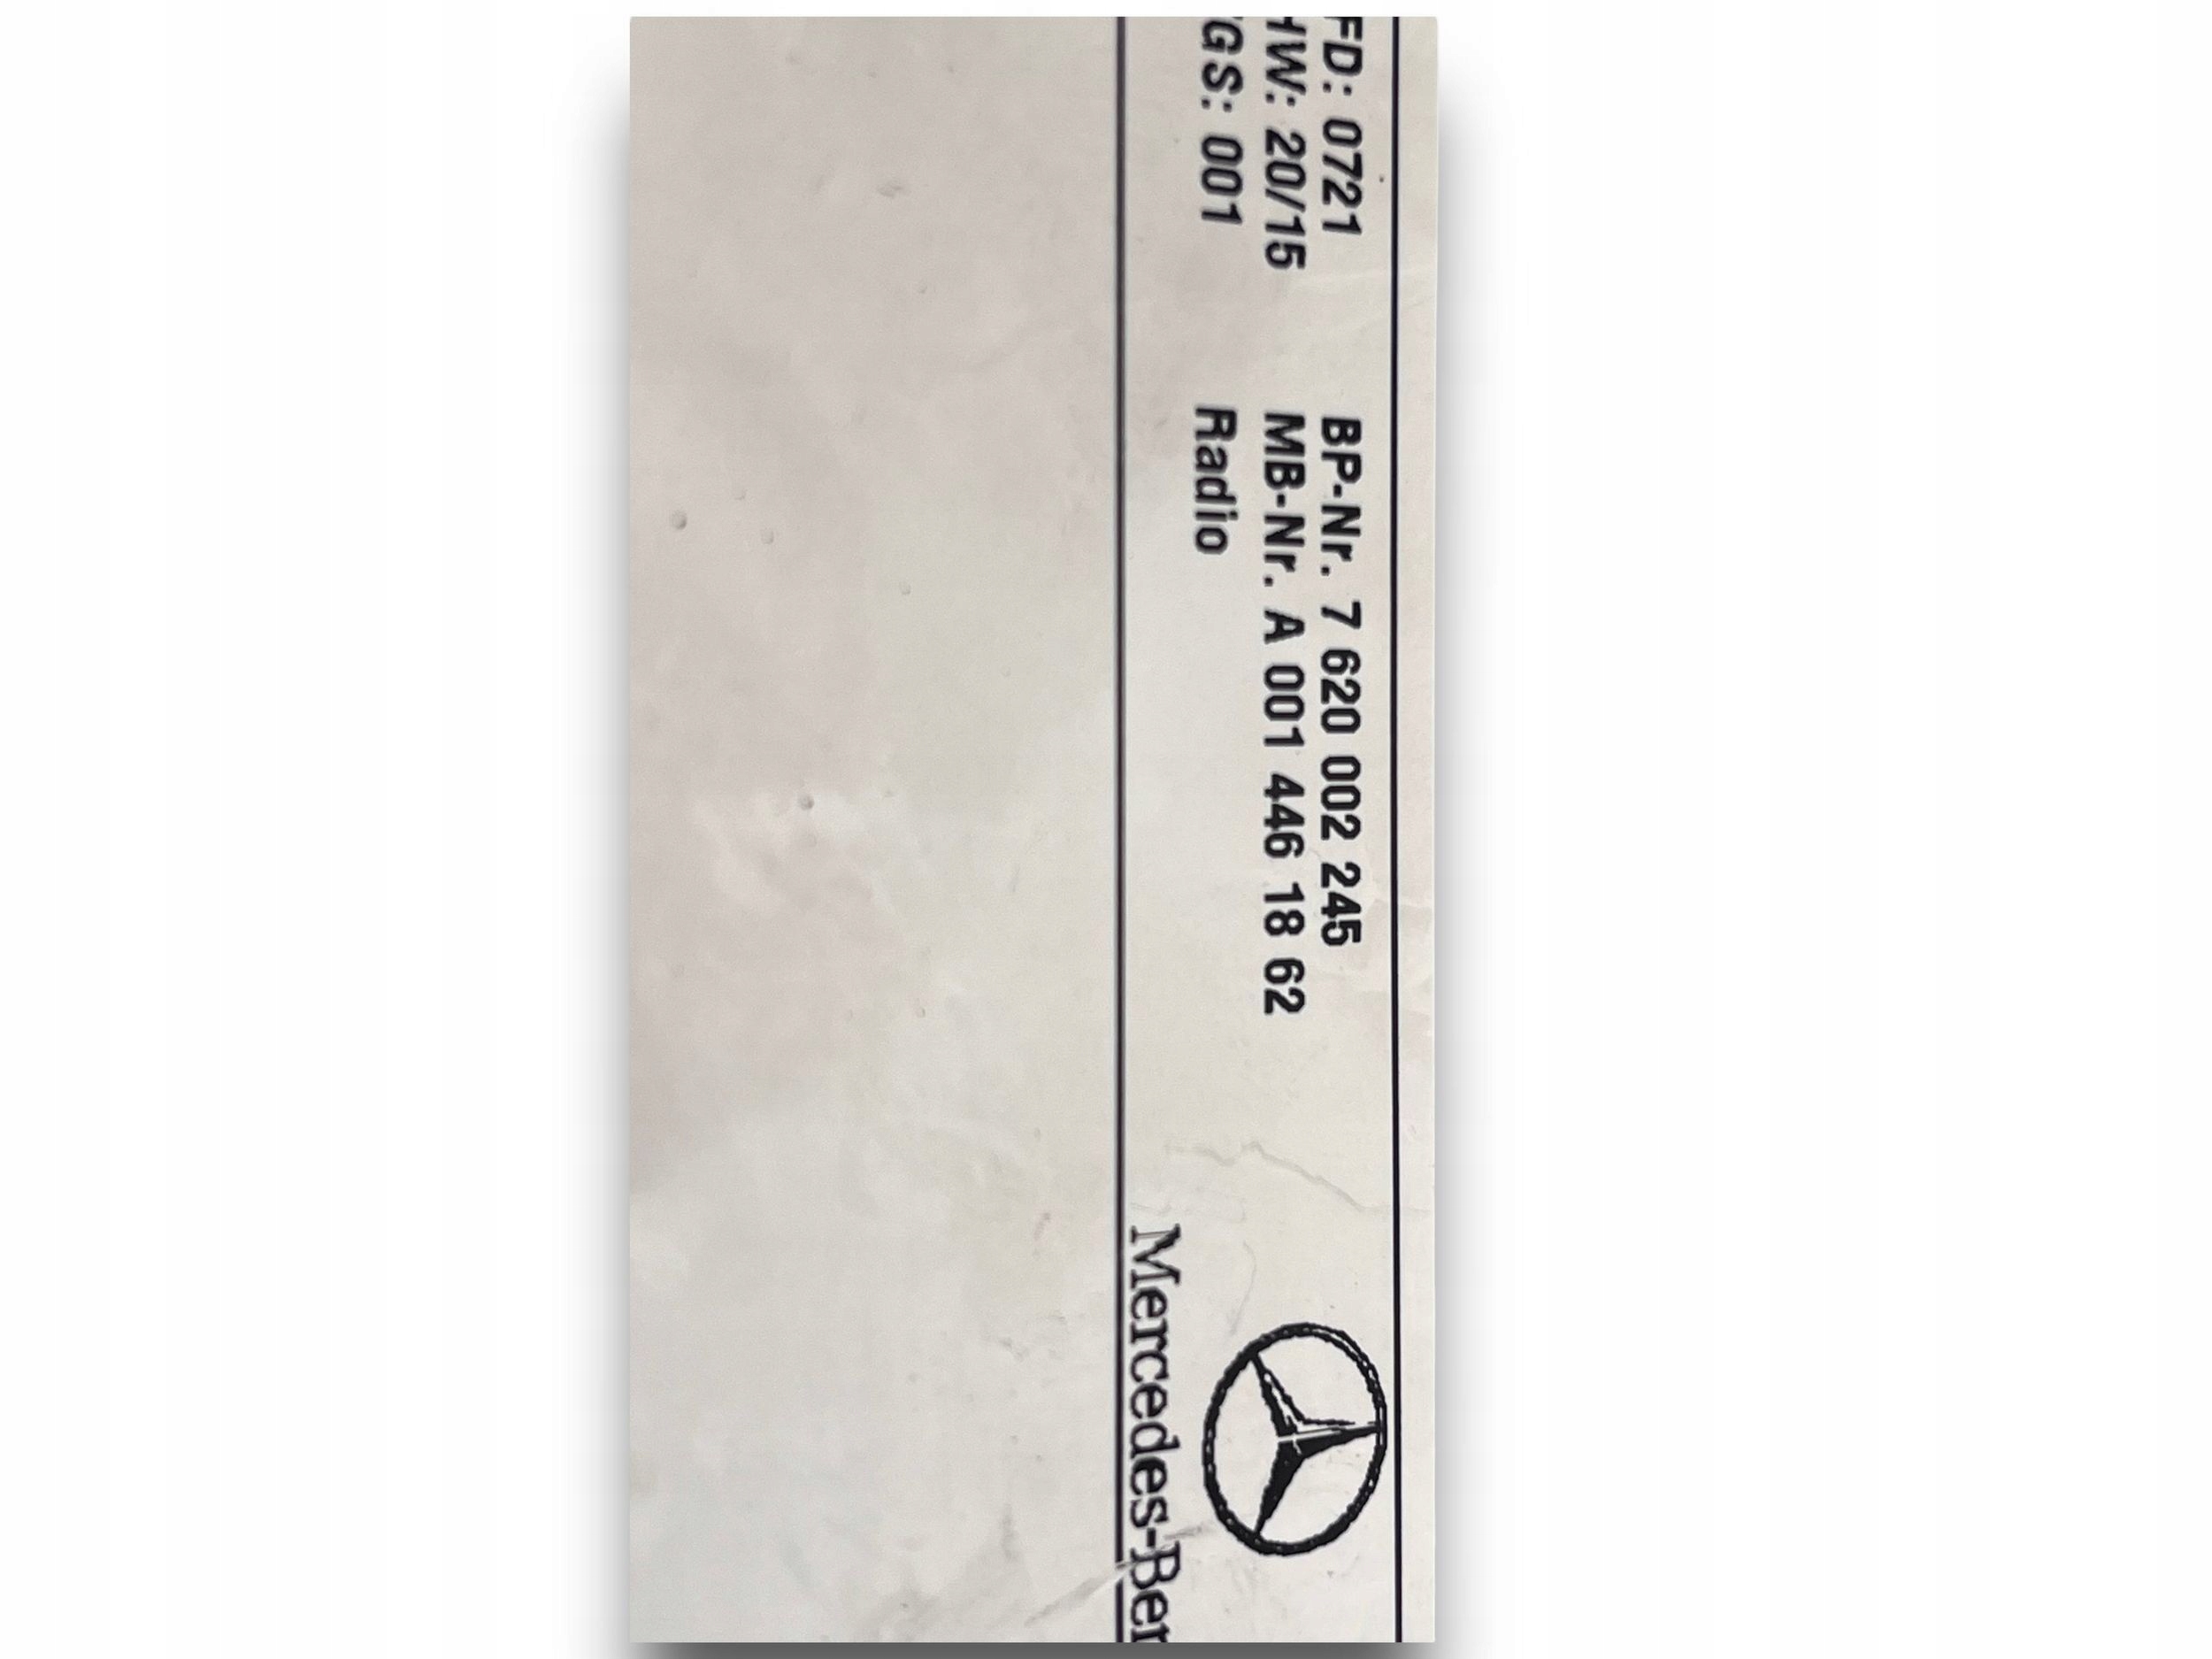 FD: 0721 BP-Nr. 7 620 002 245
HW: 20/15 MB-Nr. A 001 446 18 62
GS: 001 Radio
Mercedes-Ben